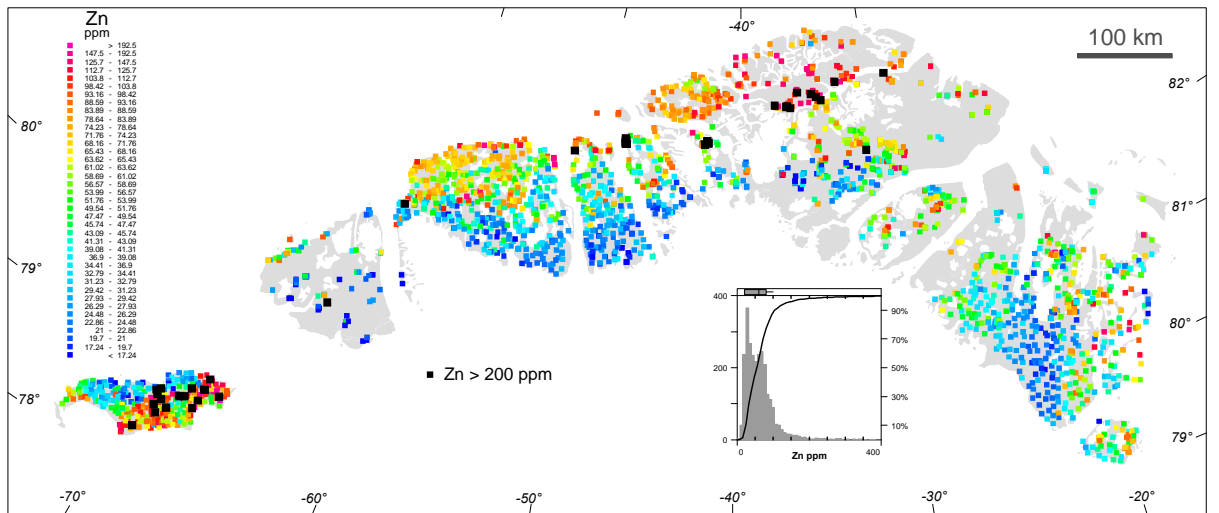 Zn
ppm
> 192.5
147.5 - 192.5
125.7 - 147.5
112.7 - 125.7
103.8 - 112.7
98.42 - 103.8
93.16 - 98.42
88.59 - 93.16
83.89 - 88.59
78.64 - 83.89
74.23 - 78.64
71.76 - 74.23
68.16 - 71.76
65.43 - 68.16
63.62 - 65.43
61.02 - 63.62
58.69 - 61.02
56.57 - 58.69
53.99 - 56.57
51.76 - 53.99
49.54 - 51.76
47.47 - 49.54
45.74 - 47.47
43.09 - 45.74
41.31 - 43.09
39.08 - 41.31
36.9 - 39.08
34.41 - 36.9
32.79 - 34.41
31.23 - 32.79
29.42 - 31.23
27.93 - 29.42
26.29 - 27.93
24.48 - 26.29
22.86 - 24.48
21 - 22.86
19.7 - 21
17.24 - 19.7
< 17.24
-50°
-40°
100 km
82°
80°
81°
79°
80°
78°
79°
Zn > 200 ppm
400
200
0
90%
70%
50%
30%
10%
0
400
Zn ppm
-70°
-60°
-50°
-40°
-30°
-20°